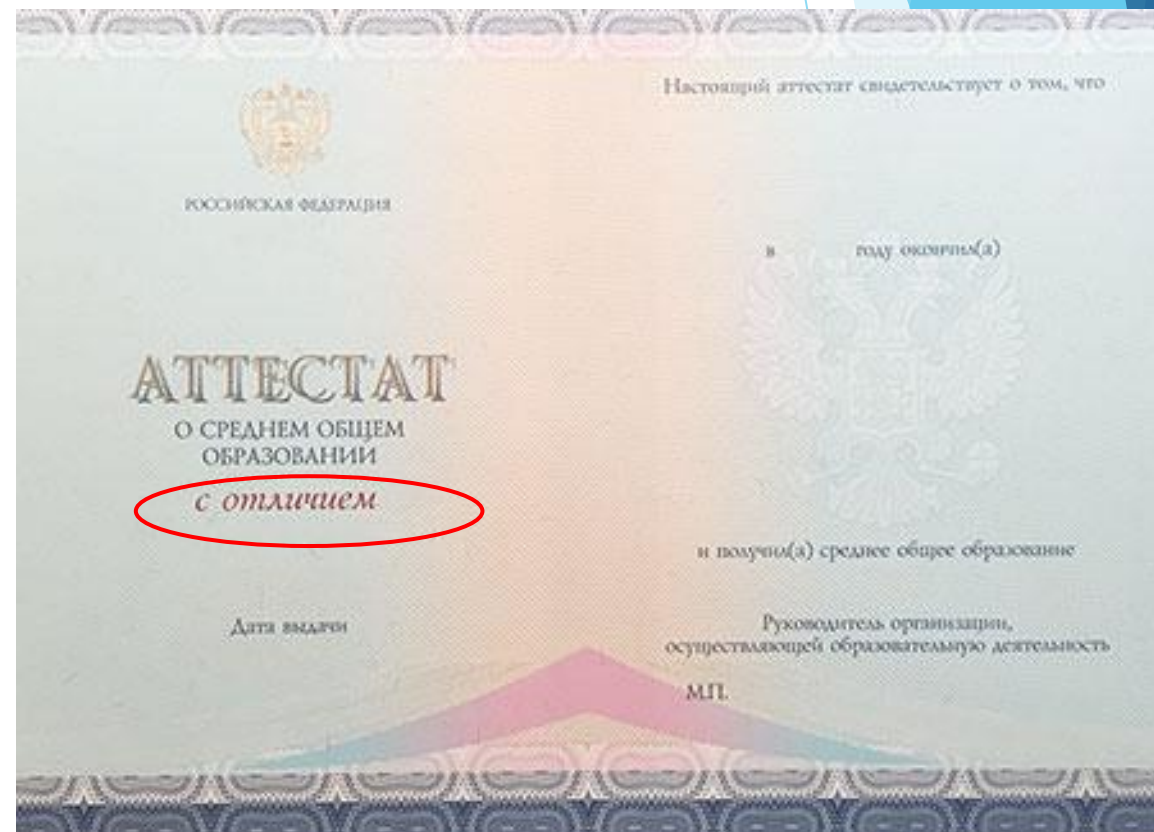 РОССИЙСКАЯ ФЕДЕРАЦИЯ
АТТЕСТАТ
О СРЕДНЕМ ОБЩЕМ
ОБРАЗОВАНИИ
с отличием
Дата выдачи
Настоящий аттестат свидетельствует о том, что
в году окончил(а)
и получил(а) среднее общее образование
Руководитель организации,
осуществляющей образовательную деятельность
М.П.